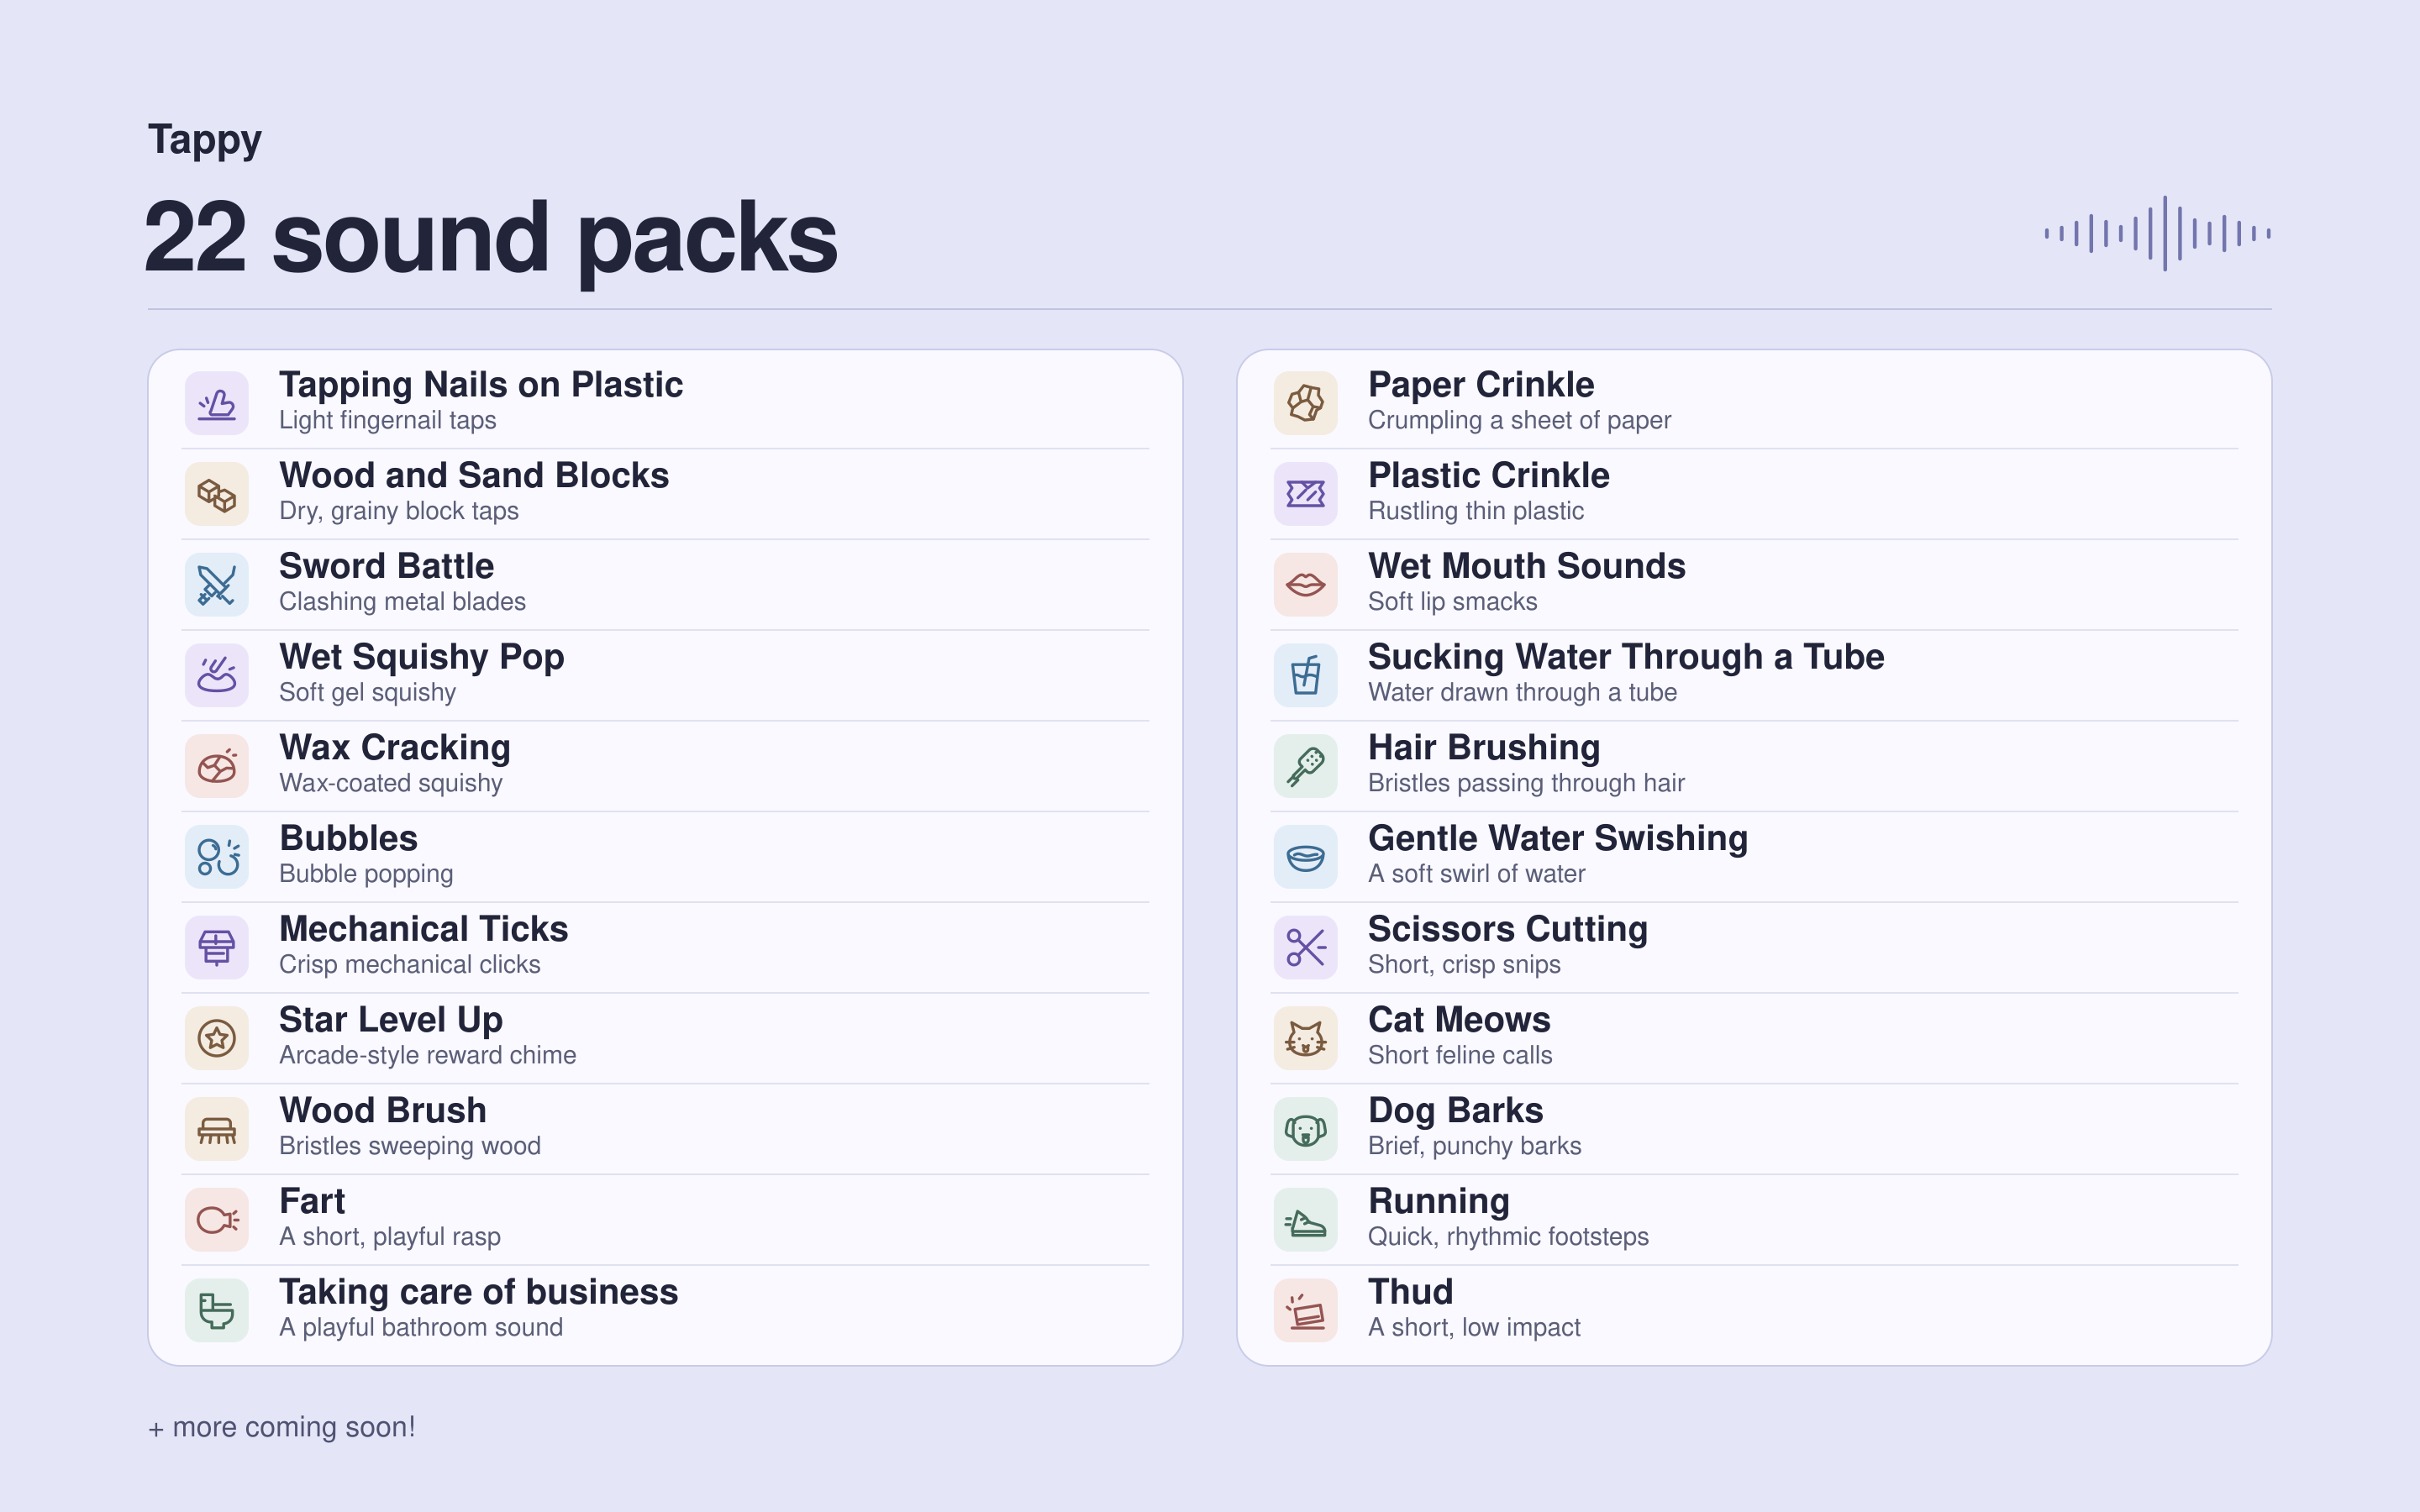 Tappy
22 sound packs
Tapping Nails on Plastic
Light fingernail taps
Wood and Sand Blocks
Dry, grainy block taps
Sword Battle
Clashing metal blades
Wet Squishy Pop
Soft gel squishy
Wax Cracking
Wax-coated squishy
Bubbles
Bubble popping
Mechanical Ticks
Crisp mechanical clicks
Star Level Up
Arcade-style reward chime
Wood Brush
Bristles sweeping wood
Fart
A short, playful rasp
Taking care of business
A playful bathroom sound
Paper Crinkle
Crumpling a sheet of paper
Plastic Crinkle
Rustling thin plastic
Wet Mouth Sounds
Soft lip smacks
Sucking Water Through a Tube
Water drawn through a tube
Hair Brushing
Bristles passing through hair
Gentle Water Swishing
A soft swirl of water
Scissors Cutting
Short, crisp snips
Cat Meows
Short feline calls
Dog Barks
Brief, punchy barks
Running
Quick, rhythmic footsteps
Thud
A short, low impact
+ more coming soon!